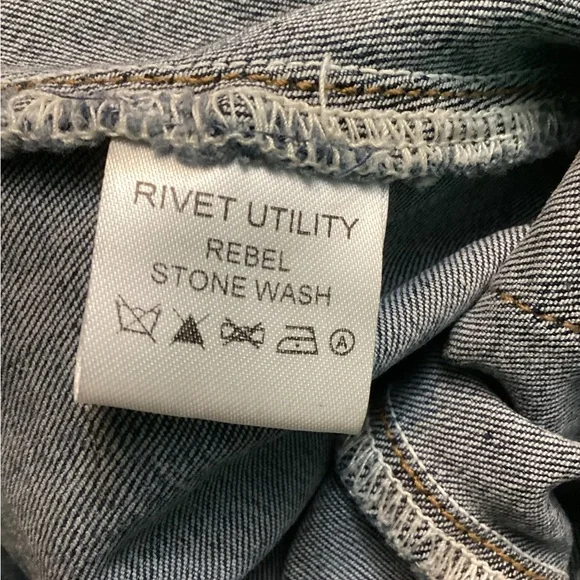 RIVET UTILITY
REBEL
STONE WASH
A